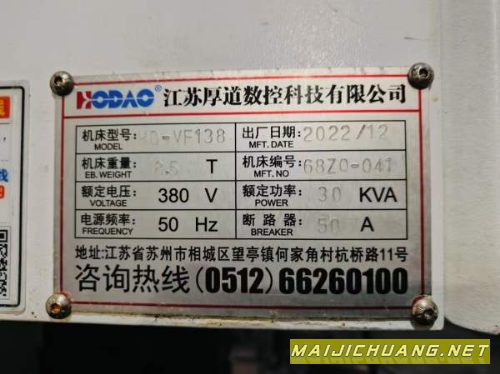 HODAO 江苏厚道数控科技有限公司
机床型号: HD-VF138 出厂日期: 2022/12
MODEL MFT. DATE
机床重量: T 机床编号: 68Z0-041
EB. WEIGHT MFT. NO
额定电压: 380 V 额定功率: 30 KVA
VOLTAGE POWER
电源频率: 50 Hz 断路器: 50 A
FREQUENCY BREAKER
地址:江苏省苏州市相城区望亭镇何家角村杭桥路11号
咨询热线(0512)66260100
MAIJICHUANG.NET